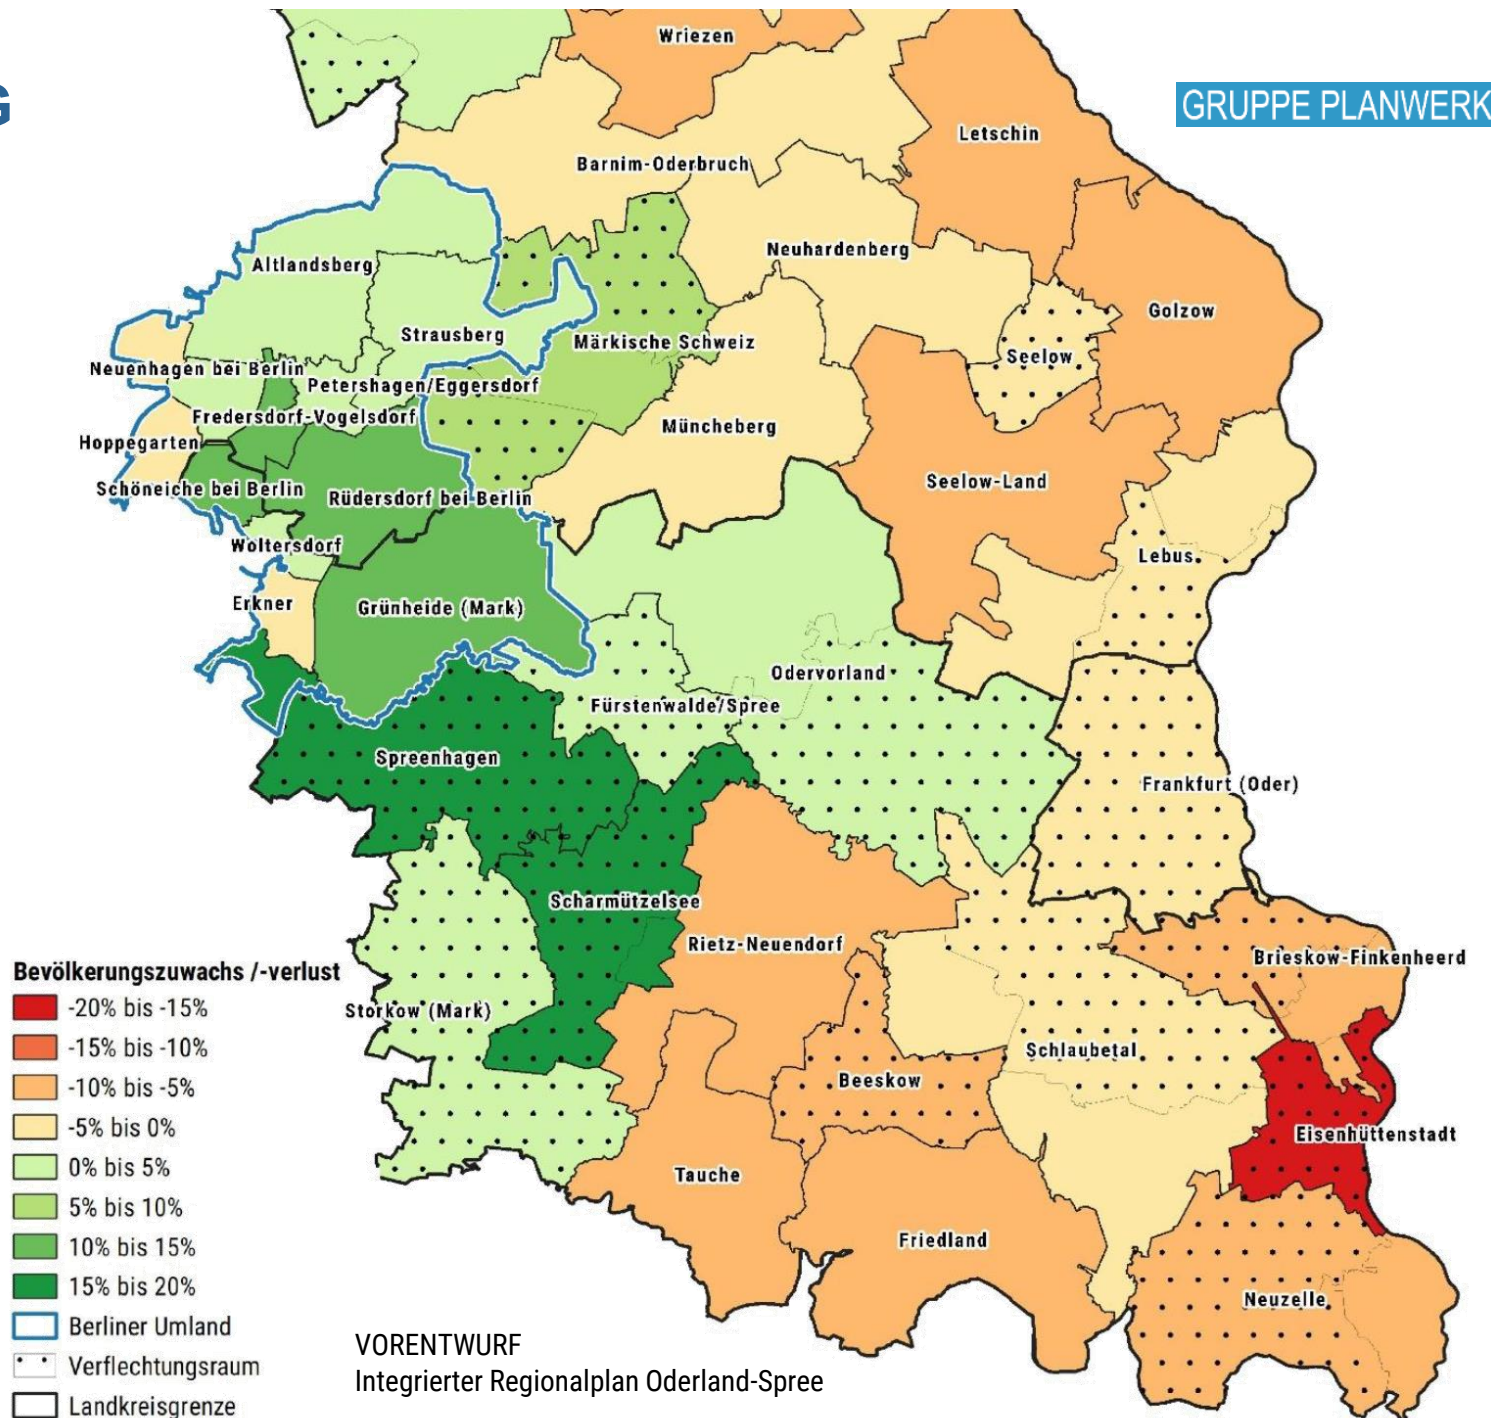 G
GRUPPE PLANWERK
Wriezen
Letschin
Barnim-Oderbruch
Neuhardenberg
Altlandsberg
Golzow
Strausberg
Märkische Schweiz
Seelow
Neuenhagen bei Berlin
Petershagen/Eggersdorf
Fredersdorf-Vogelsdorf
Müncheberg
Hoppegarten
Seelow-Land
Schöneiche bei Berlin
Rüdersdorf bei Berlin
Woltersdorf
Lebus
Erkner
Grünheide (Mark)
Odervorland
Fürstenwalde/Spree
Spreenhagen
Frankfurt (Oder)
Scharmützelsee
Rietz-Neuendorf
Brieskow-Finkenheerd
Storkow (Mark)
Schlaubetal
Beeskow
Eisenhüttenstadt
Tauche
Friedland
Neuzelle
Bevölkerungszuwachs /-verlust
-20% bis -15%
-15% bis -10%
-10% bis -5%
-5% bis 0%
0% bis 5%
5% bis 10%
10% bis 15%
15% bis 20%
Berliner Umland
Verflechtungsraum
Landkreisgrenze
VORENTWURF
Integrierter Regionalplan Oderland-Spree